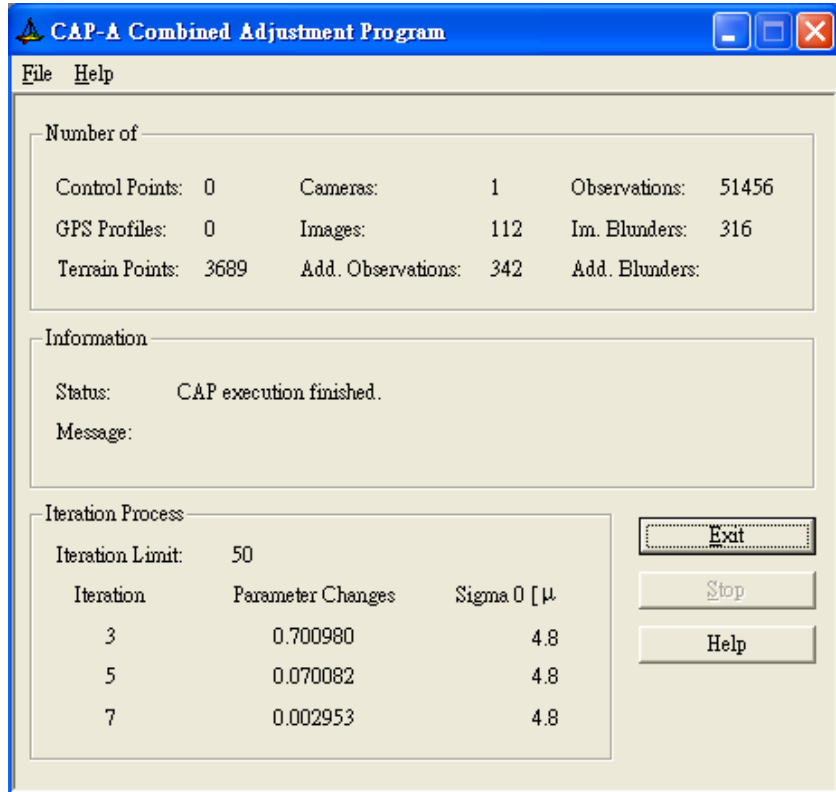 CAP-A Combined Adjustment Program
File Help
Number of
Control Points: 0 Cameras: 1 Observations: 51456
GPS Profiles: 0 Images: 112 Im. Blunders: 316
Terrain Points: 3689 Add. Observations: 342 Add. Blunders:
Information
Status: CAP execution finished.
Message:
Iteration Process
Iteration Limit: 50
Iteration Parameter Changes Sigma 0 [μ
3 0.700980 4.8
5 0.070082 4.8
7 0.002953 4.8
Exit
Stop
Help